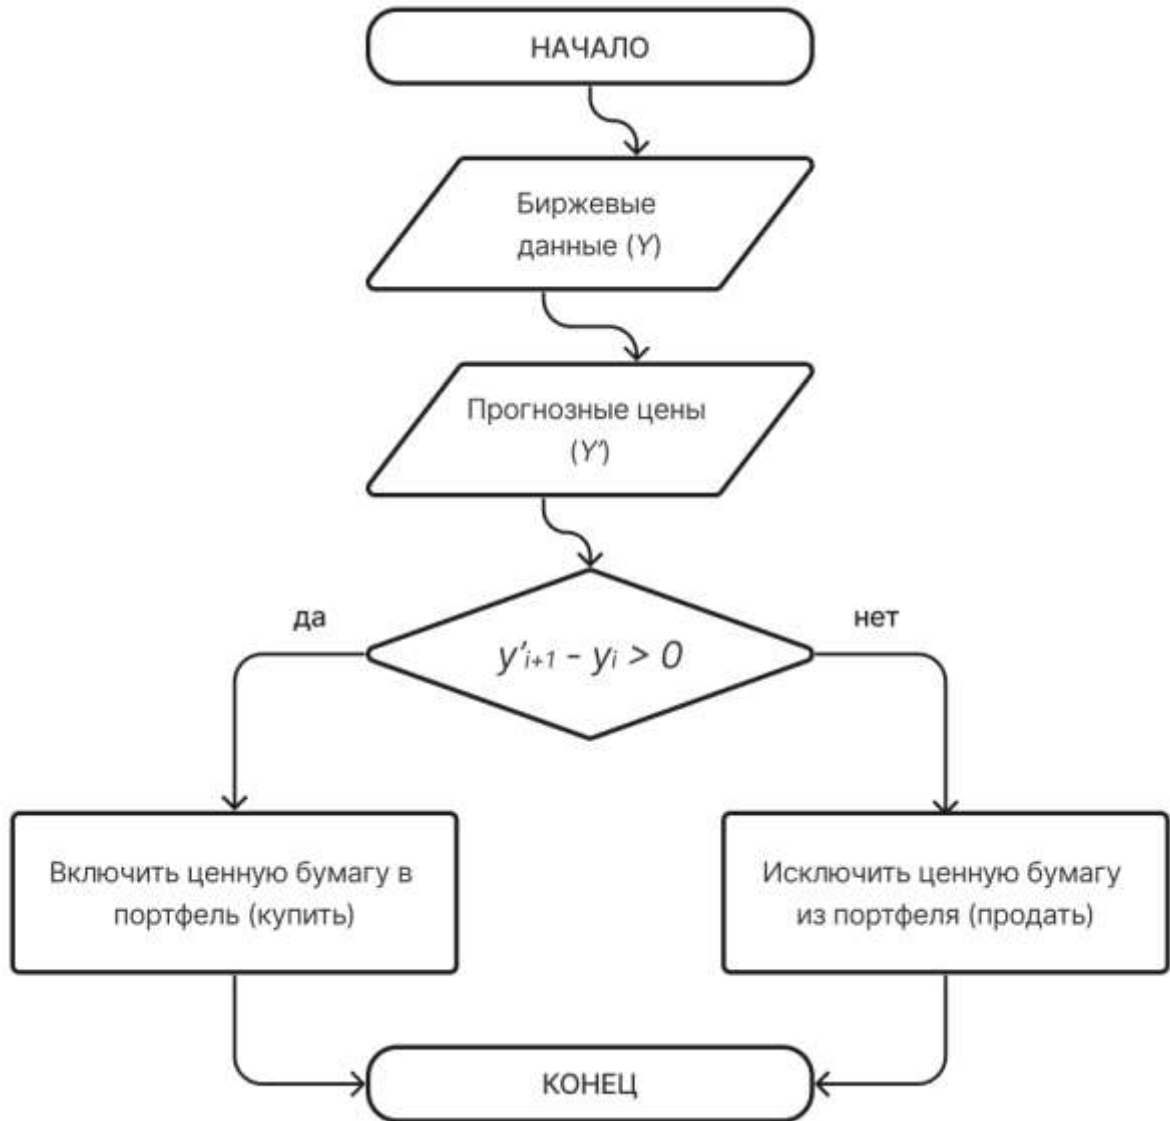 НАЧАЛО
Биржевые
данные (Y)
Прогнозные цены
(Y')
да
нет
y'i+1 - yi > 0
Включить ценную бумагу в
портфель (купить)
Исключить ценную бумагу
из портфеля (продать)
КОНЕЦ